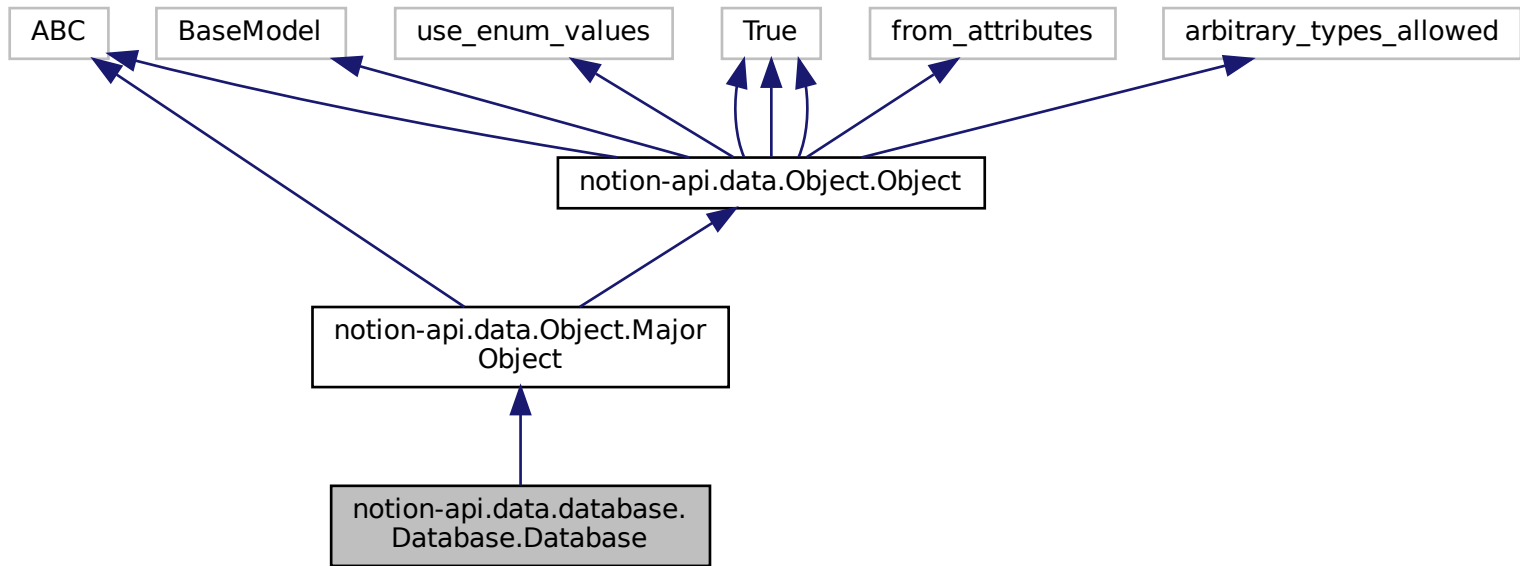 ABC
BaseModel
use_enum_values
True
from_attributes
arbitrary_types_allowed
notion-api.data.Object.Object
notion-api.data.Object.Major
Object
notion-api.data.database.
Database.Database